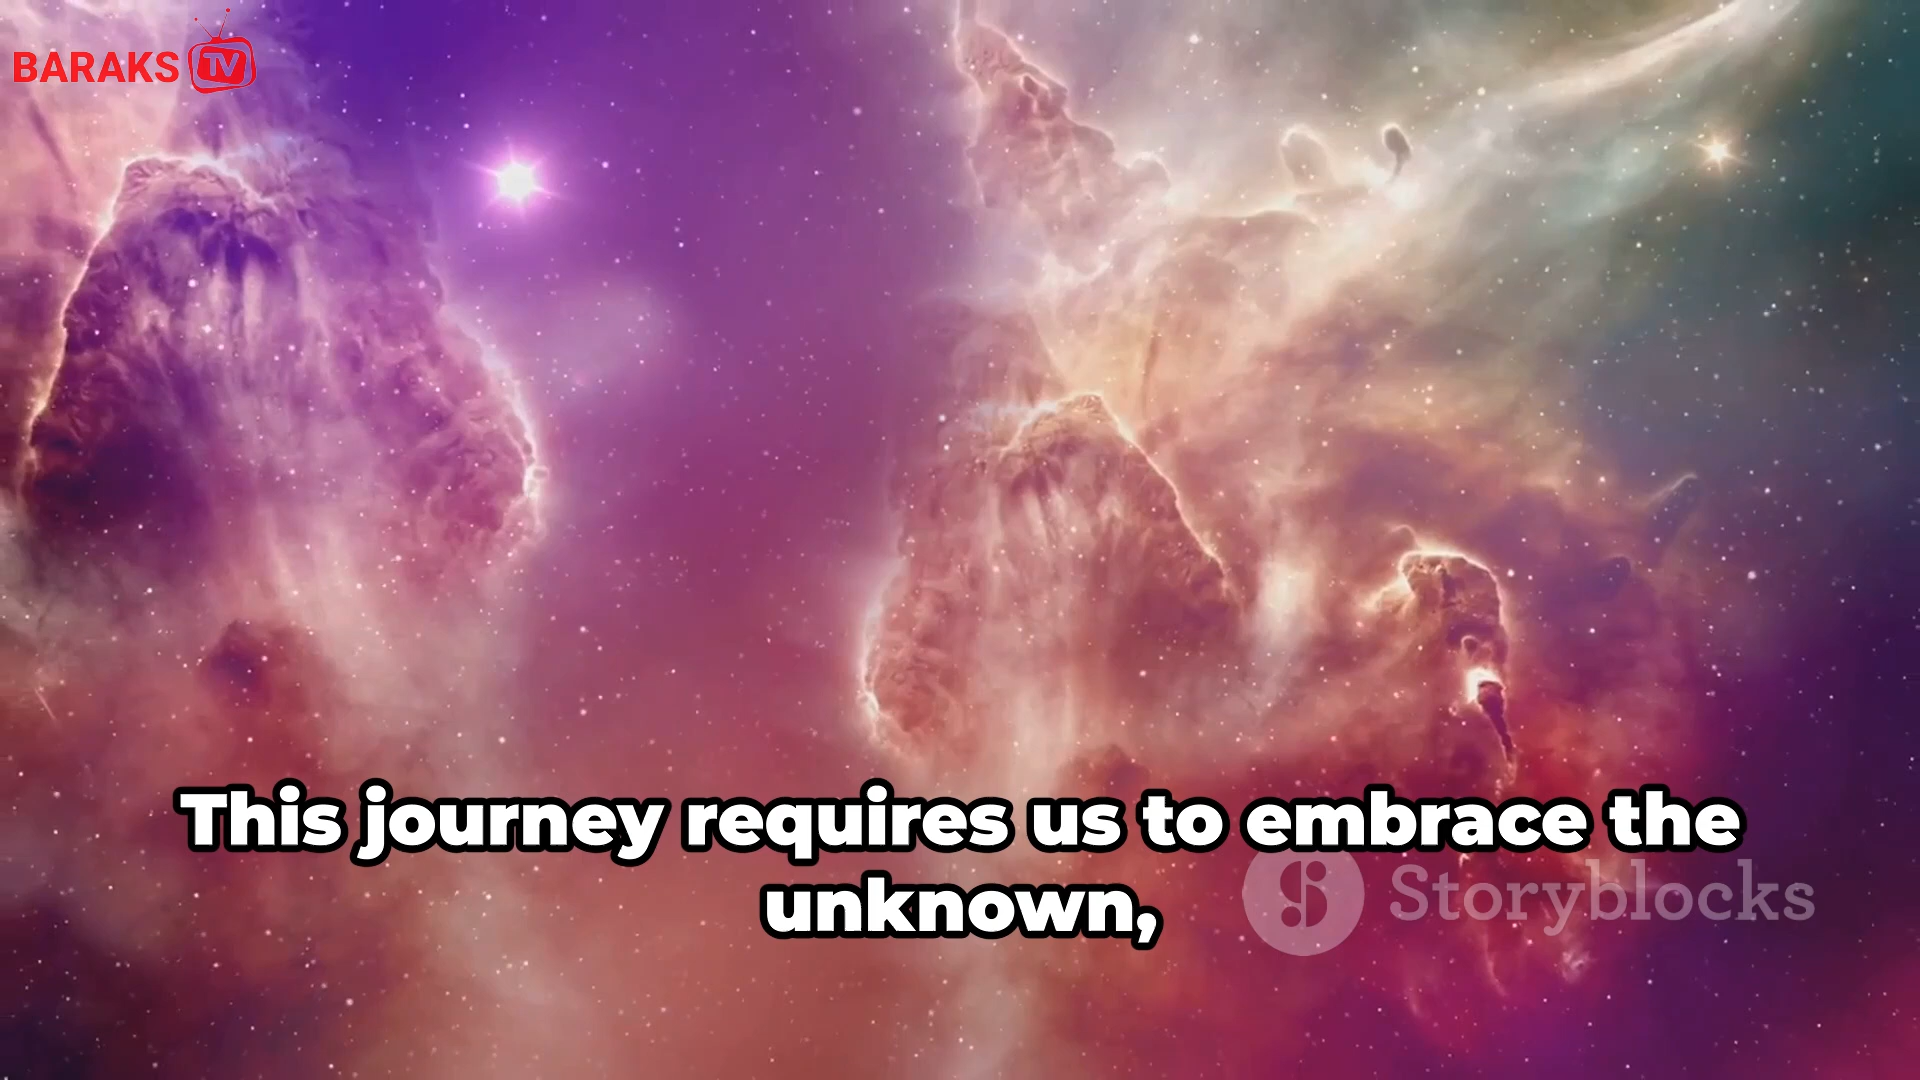 BARAKS TV
This journey requires us to embrace the
unknown,
Storyblocks